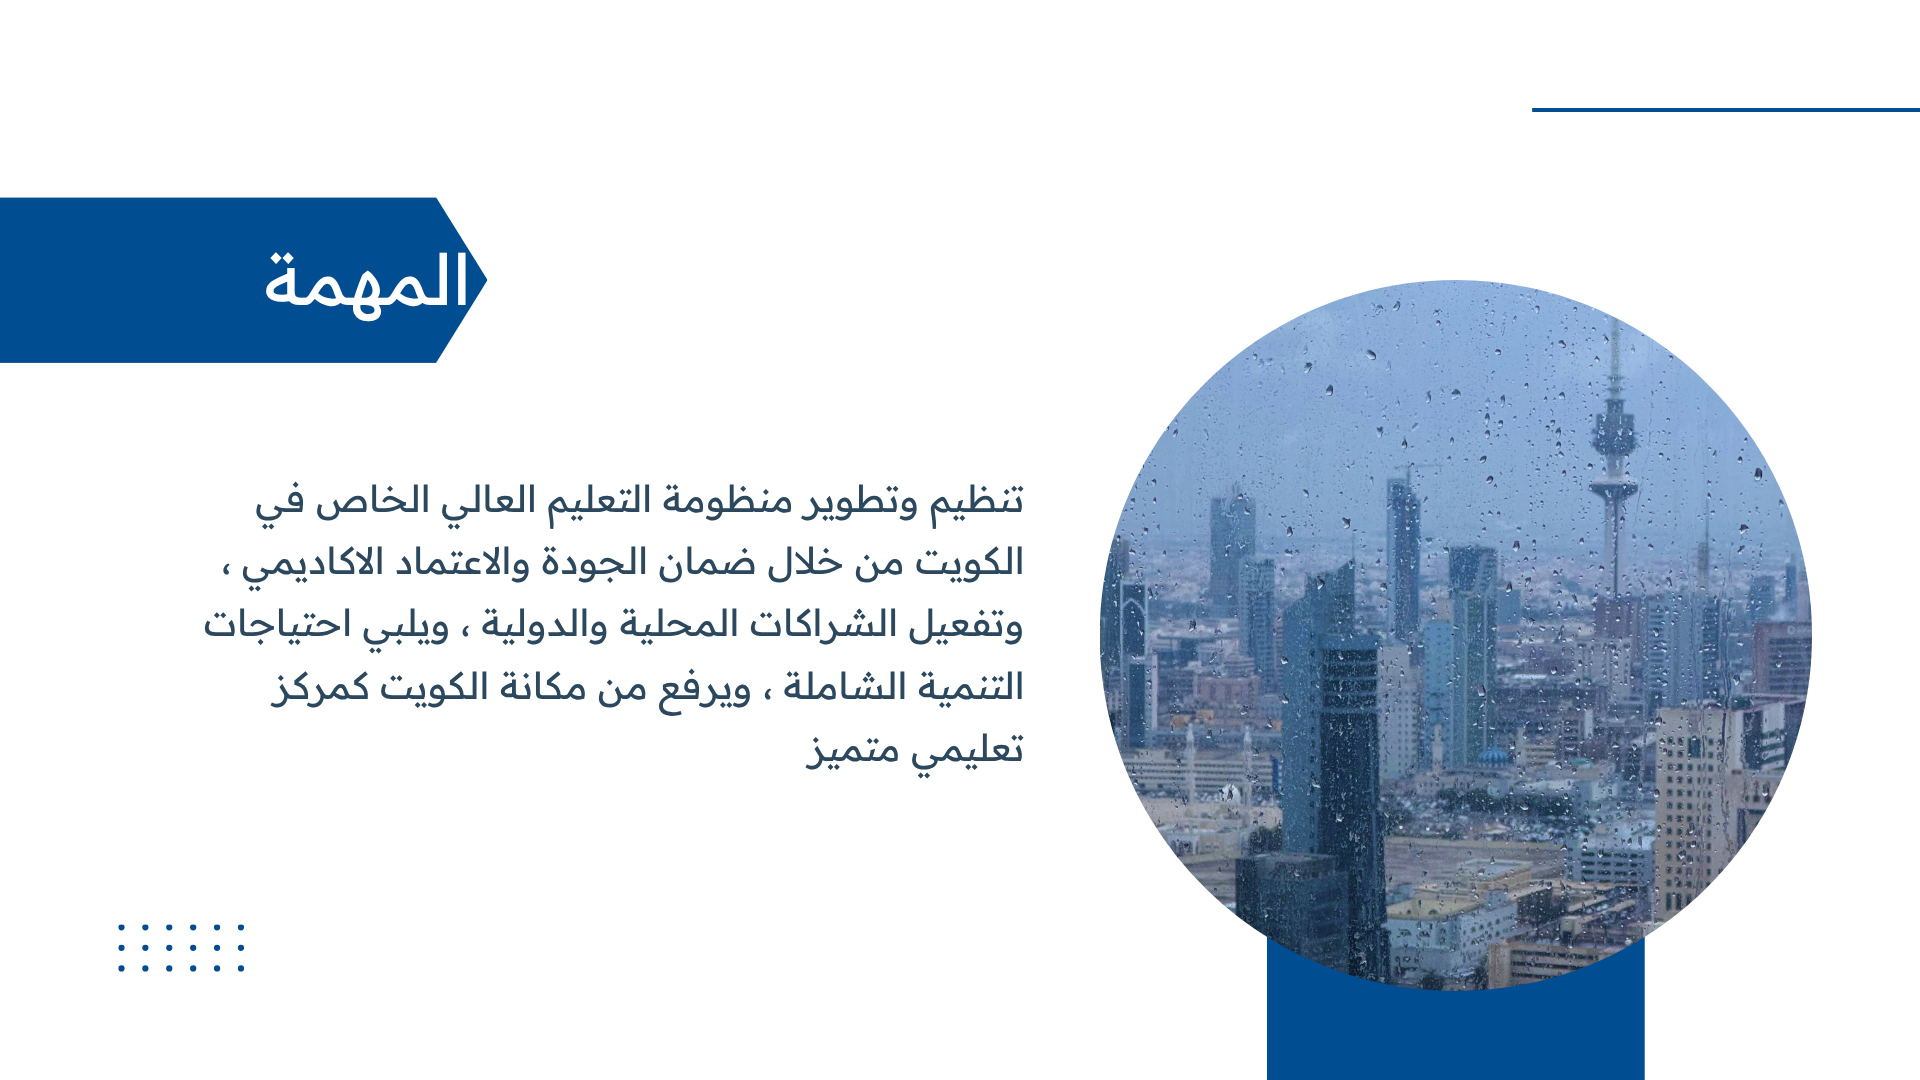 المهمة
تنظيم وتطوير منظومة التعليم العالي الخاص في
الكويت من خلال ضمان الجودة والاعتماد الاكاديمي ،
وتفعيل الشراكات المحلية والدولية ، ويلبي احتياجات
التنمية الشاملة ، ويرفع من مكانة الكويت كمركز
تعليمي متميز